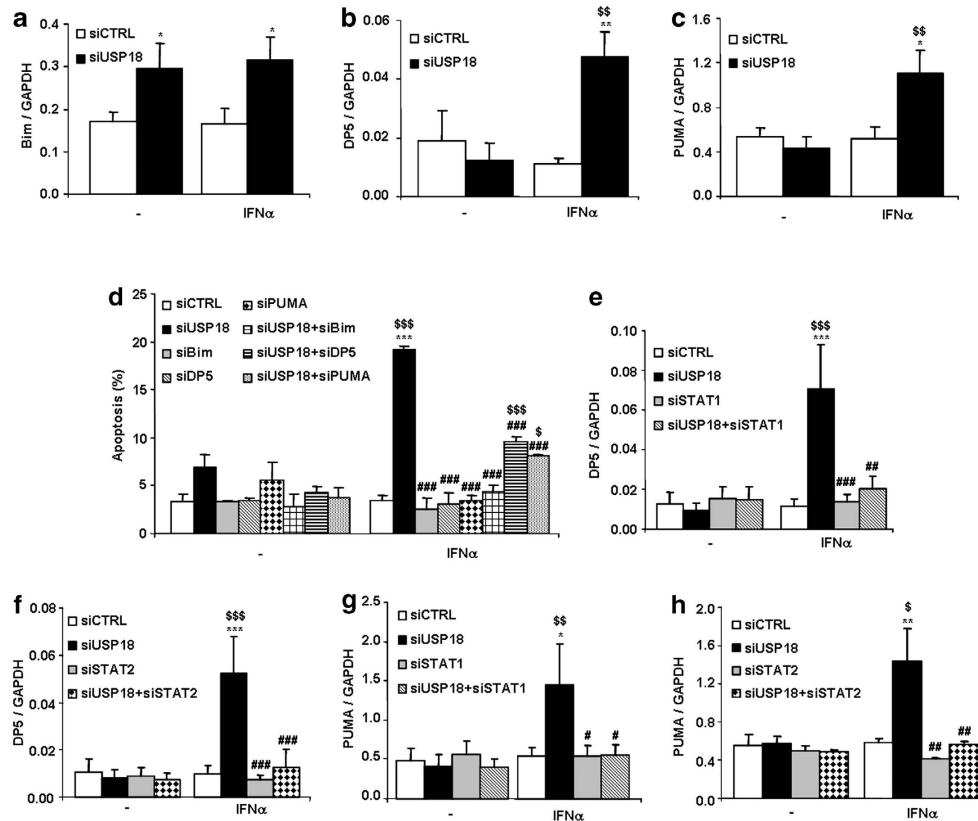 a
siCTRL
siUSP18
Bim / GAPDH
0.4
0.3
0.2
0.1
0.0
*
*
-
IFNα
b
siCTRL
siUSP18
DP5 / GAPDH
0.06
0.04
0.02
0.00
$$
**
-
IFNα
c
siCTRL
siUSP18
PUMA / GAPDH
1.6
1.2
0.8
0.4
0.0
$$
*
-
IFNα
d
siCTRL
siUSP18
siBim
siDP5
siPUMA
siUSP18+siBim
siUSP18+siDP5
siUSP18+siPUMA
Apoptosis (%)
25
20
15
10
5
0
$$$
***
###
###
###
###
$$$
###
$
###
-
IFNα
e
siCTRL
siUSP18
siSTAT1
siUSP18+siSTAT1
DP5 / GAPDH
0.10
0.08
0.06
0.04
0.02
0.00
$$$
***
###
##
-
IFNα
f
siCTRL
siUSP18
siSTAT2
siUSP18+siSTAT2
DP5 / GAPDH
0.08
0.06
0.04
0.02
0.00
$$$
***
###
###
-
IFNα
g
siCTRL
siUSP18
siSTAT1
siUSP18+siSTAT1
PUMA / GAPDH
2.5
2.0
1.5
1.0
0.5
0.0
$$
*
#
#
-
IFNα
h
siCTRL
siUSP18
siSTAT2
siUSP18+siSTAT2
PUMA / GAPDH
2.0
1.6
1.2
0.8
0.4
0.0
$
**
##
##
-
IFNα